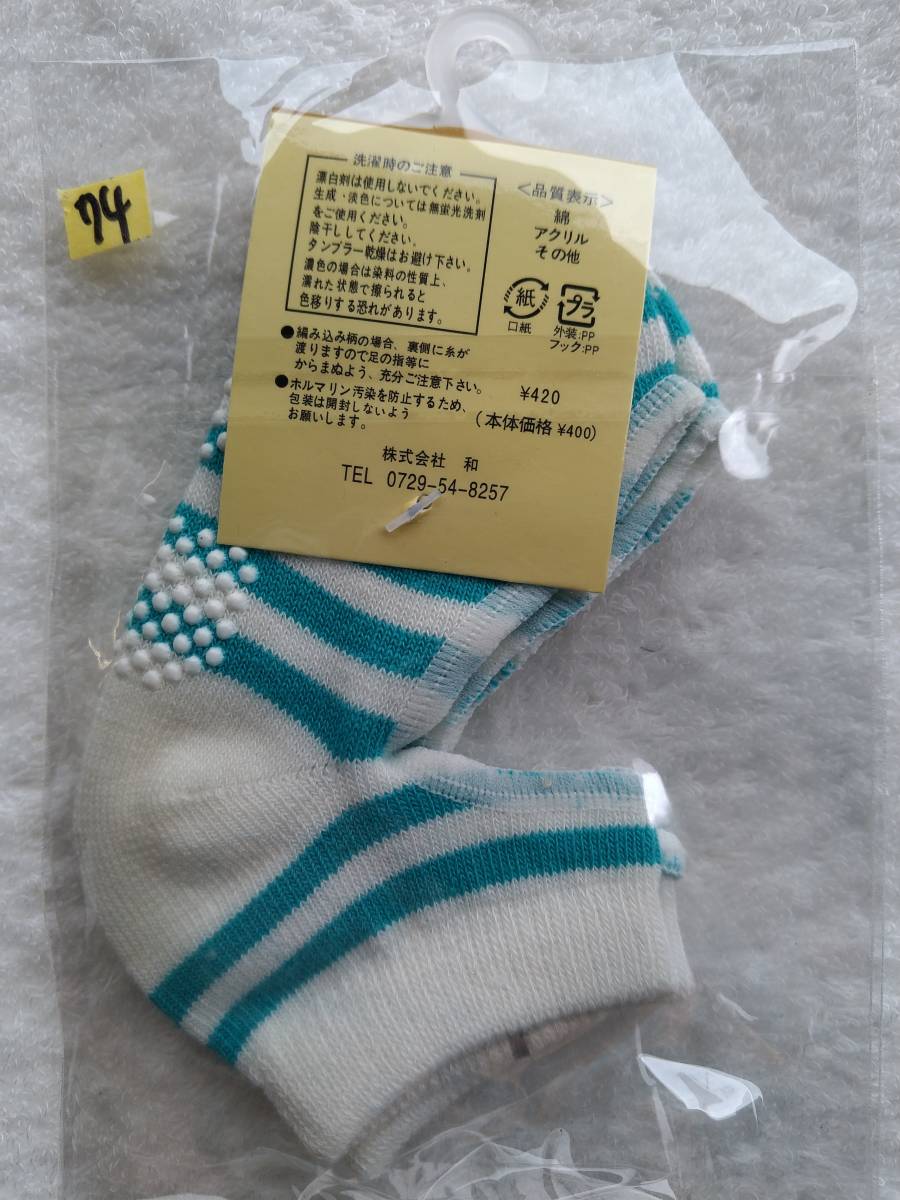 74
洗濯時のご注意
漂白剤は使用しないでください。
生成・淡色については無蛍光洗剤
をご使用ください。
陰干ししてください。
タンブラー乾燥はお避け下さい。
濃色の場合は染料の性質上、
濡れた状態で擦られると
色移りする恐れがあります。
●編み込み柄の場合、裏側に糸が
渡りますので足の指等に
からまぬよう、充分ご注意下さい。
●ホルマリン汚染を防止するため、
包装は開封しないよう
お願いします。
<品質表示>
綿
アクリル
その他
紙
口紙
プラ
外装:PP
フック:PP
¥420
(本体価格 ¥400)
株式会社 和
TEL 0729-54-8257